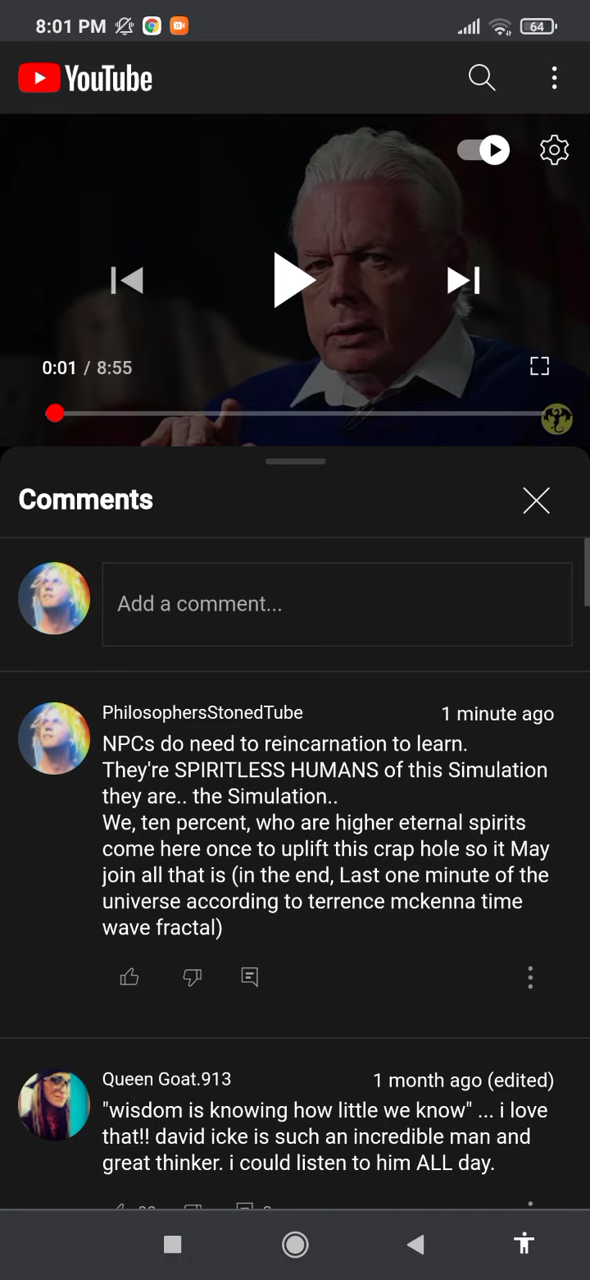 8:01 PM
64
YouTube
0:01 / 8:55
Comments
Add a comment...
PhilosophersStonedTube 1 minute ago
NPCs do need to reincarnation to learn.
They're SPIRITLESS HUMANS of this Simulation
they are.. the Simulation..
We, ten percent, who are higher eternal spirits
come here once to uplift this crap hole so it May
join all that is (in the end, Last one minute of the
universe according to terrence mckenna time
wave fractal)
Queen Goat.913 1 month ago (edited)
"wisdom is knowing how little we know" ... i love
that!! david icke is such an incredible man and
great thinker. i could listen to him ALL day.